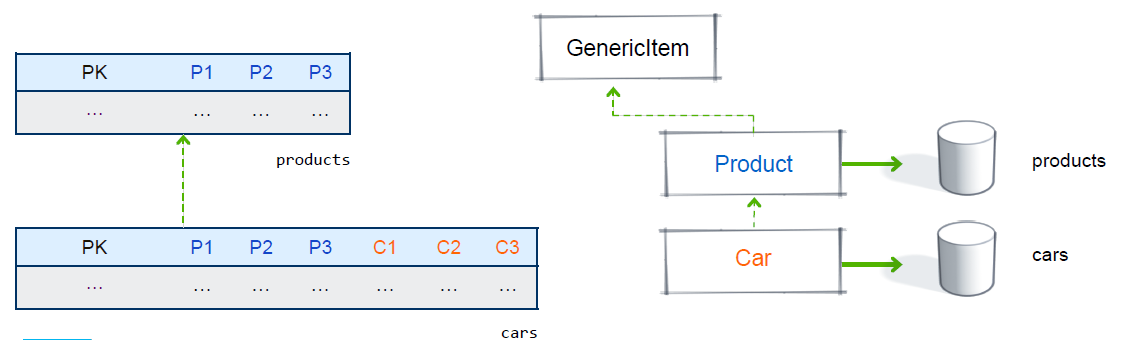 PK P1 P2 P3
... ... ... ...
products
PK P1 P2 P3 C1 C2 C3
... ... ... ... ... ... ...
cars
GenericItem
Product
products
Car
cars